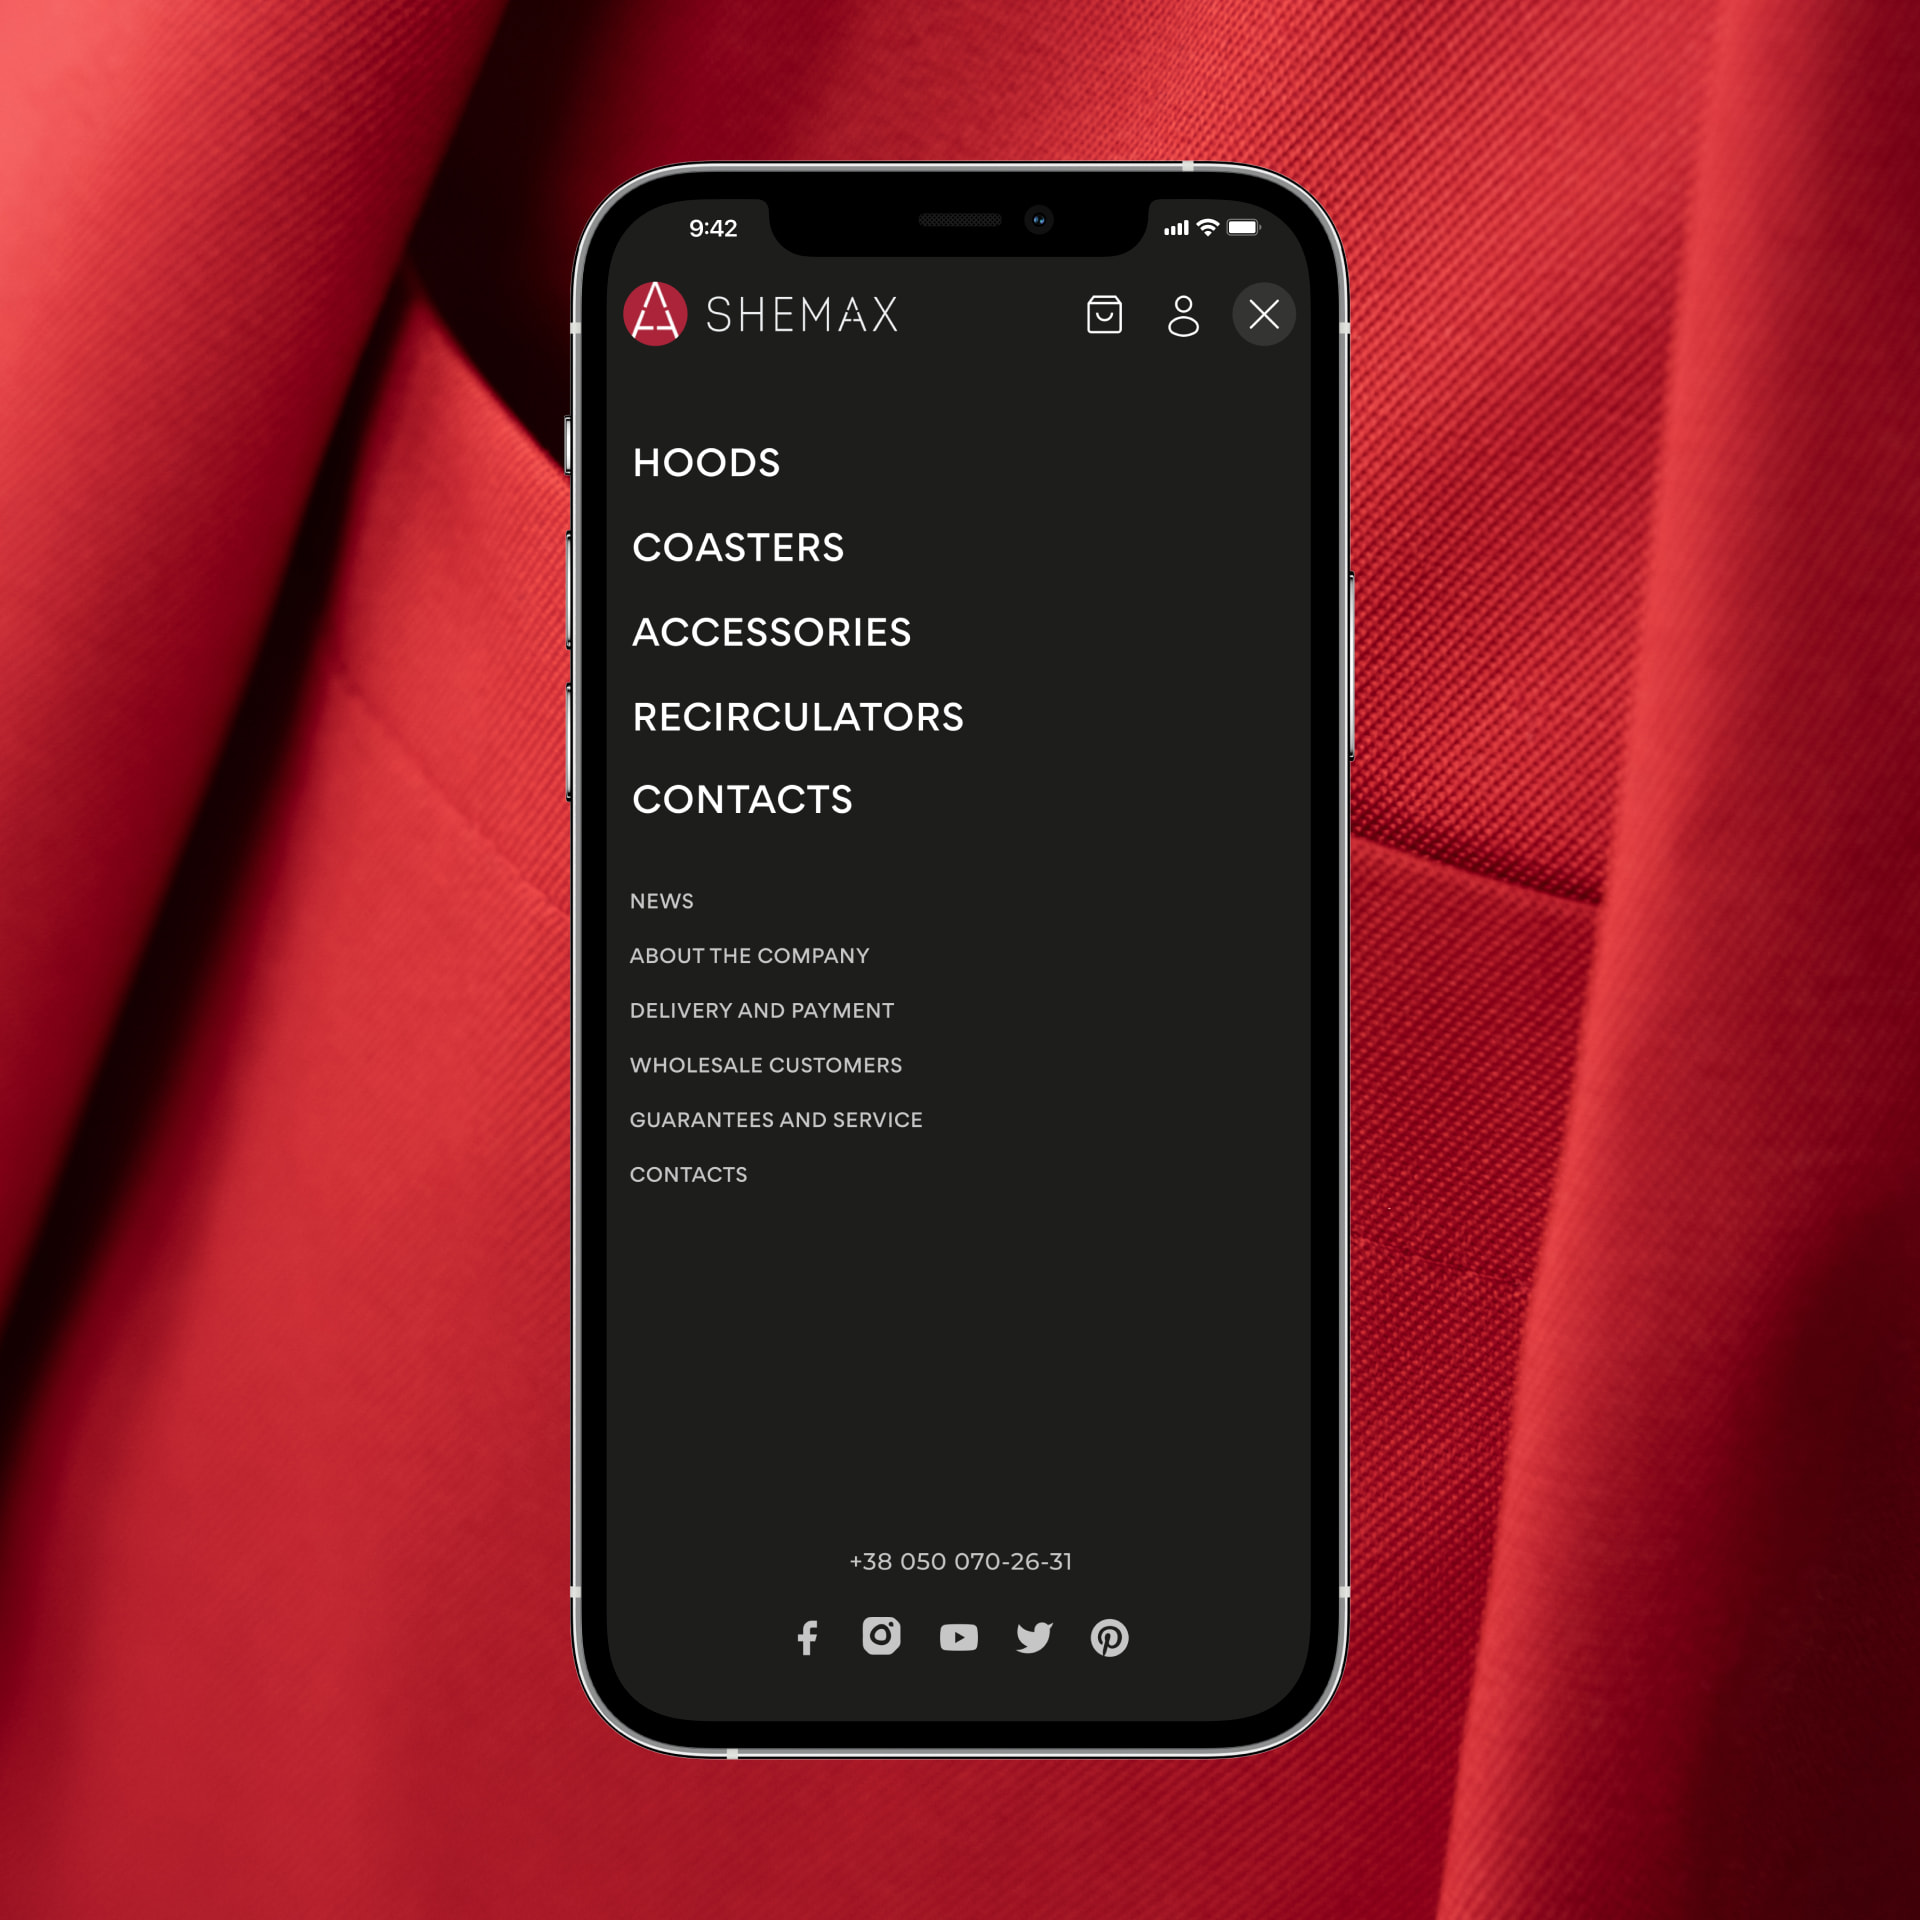 9:42
SHEMAX
HOODS
COASTERS
ACCESSORIES
RECIRCULATORS
CONTACTS
NEWS
ABOUT THE COMPANY
DELIVERY AND PAYMENT
WHOLESALE CUSTOMERS
GUARANTEES AND SERVICE
CONTACTS
+38 050 070-26-31